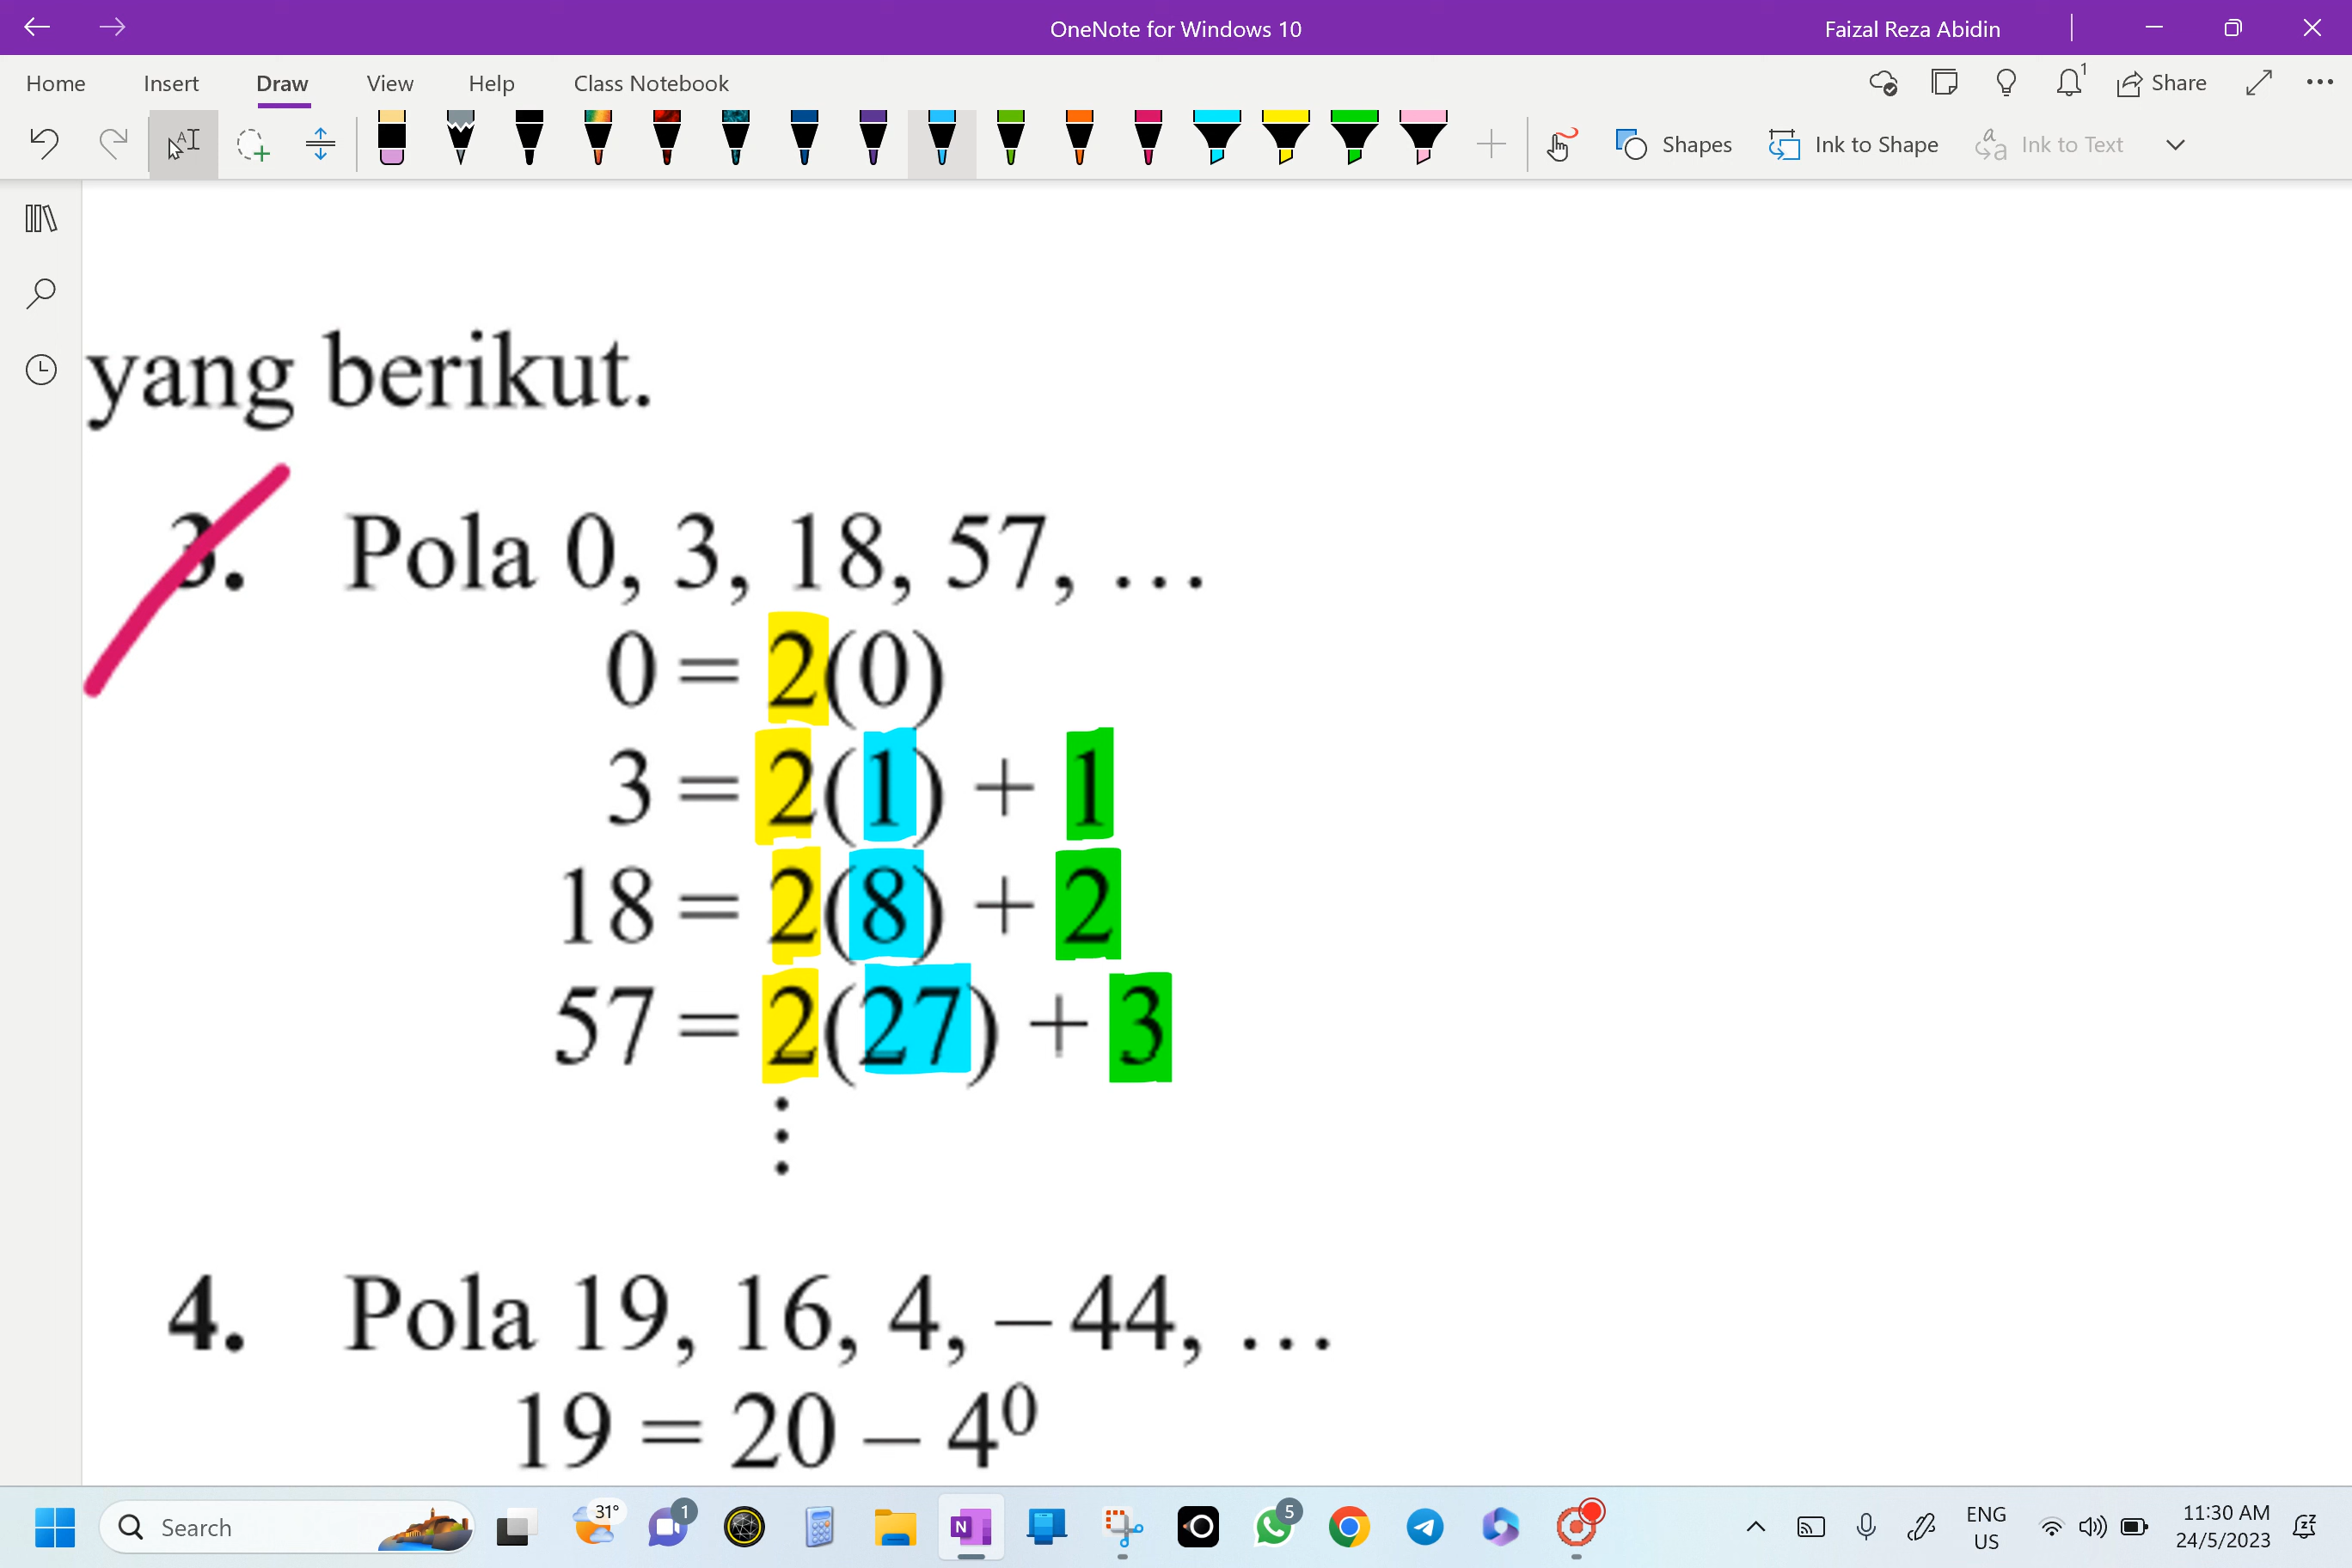 OneNote for Windows 10
Faizal Reza Abidin
Home Insert Draw View Help Class Notebook
1
Share
Shapes
Ink to Shape
Ink to Text
yang berikut.
3. Pola 0, 3, 18, 57, …
0 = 2(0)
3 = 2(1) + 1
18 = 2(8) + 2
57 = 2(27) + 3
⋮
4. Pola 19, 16, 4, – 44, …
19 = 20 – 4⁰
Search
31°
1
N
5
ENG
US
11:30 AM
24/5/2023